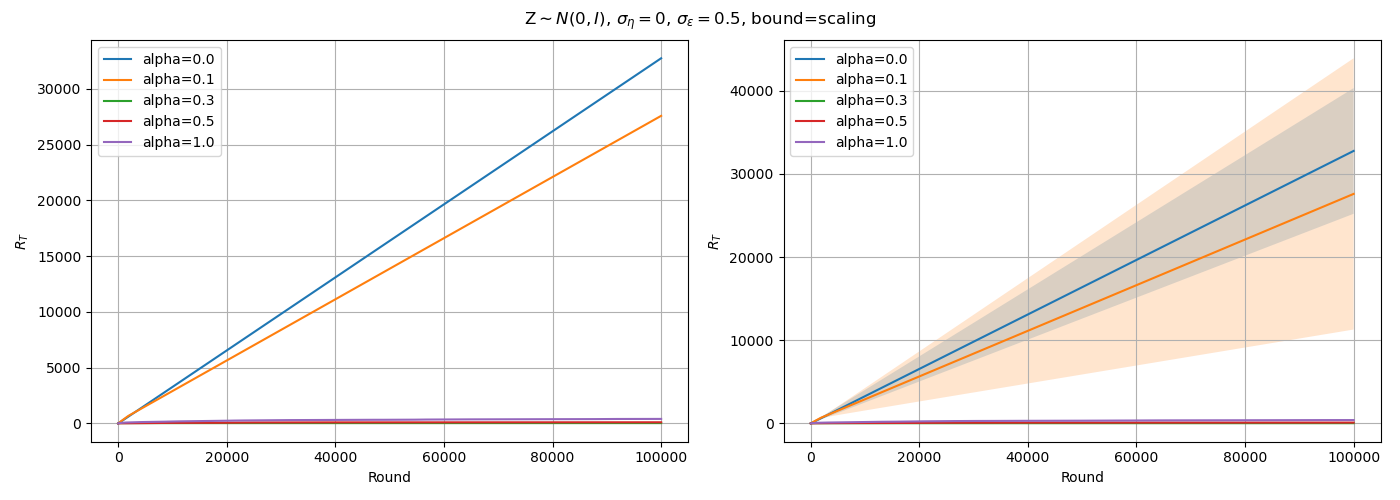 Z ~ N(0, I), σ_η = 0, σ_ε = 0.5, bound=scaling
alpha=0.0
alpha=0.1
alpha=0.3
alpha=0.5
alpha=1.0
30000
25000
20000
15000
10000
5000
0
R_T
0 20000 40000 60000 80000 100000
Round
alpha=0.0
alpha=0.1
alpha=0.3
alpha=0.5
alpha=1.0
40000
30000
20000
10000
0
R_T
0 20000 40000 60000 80000 100000
Round